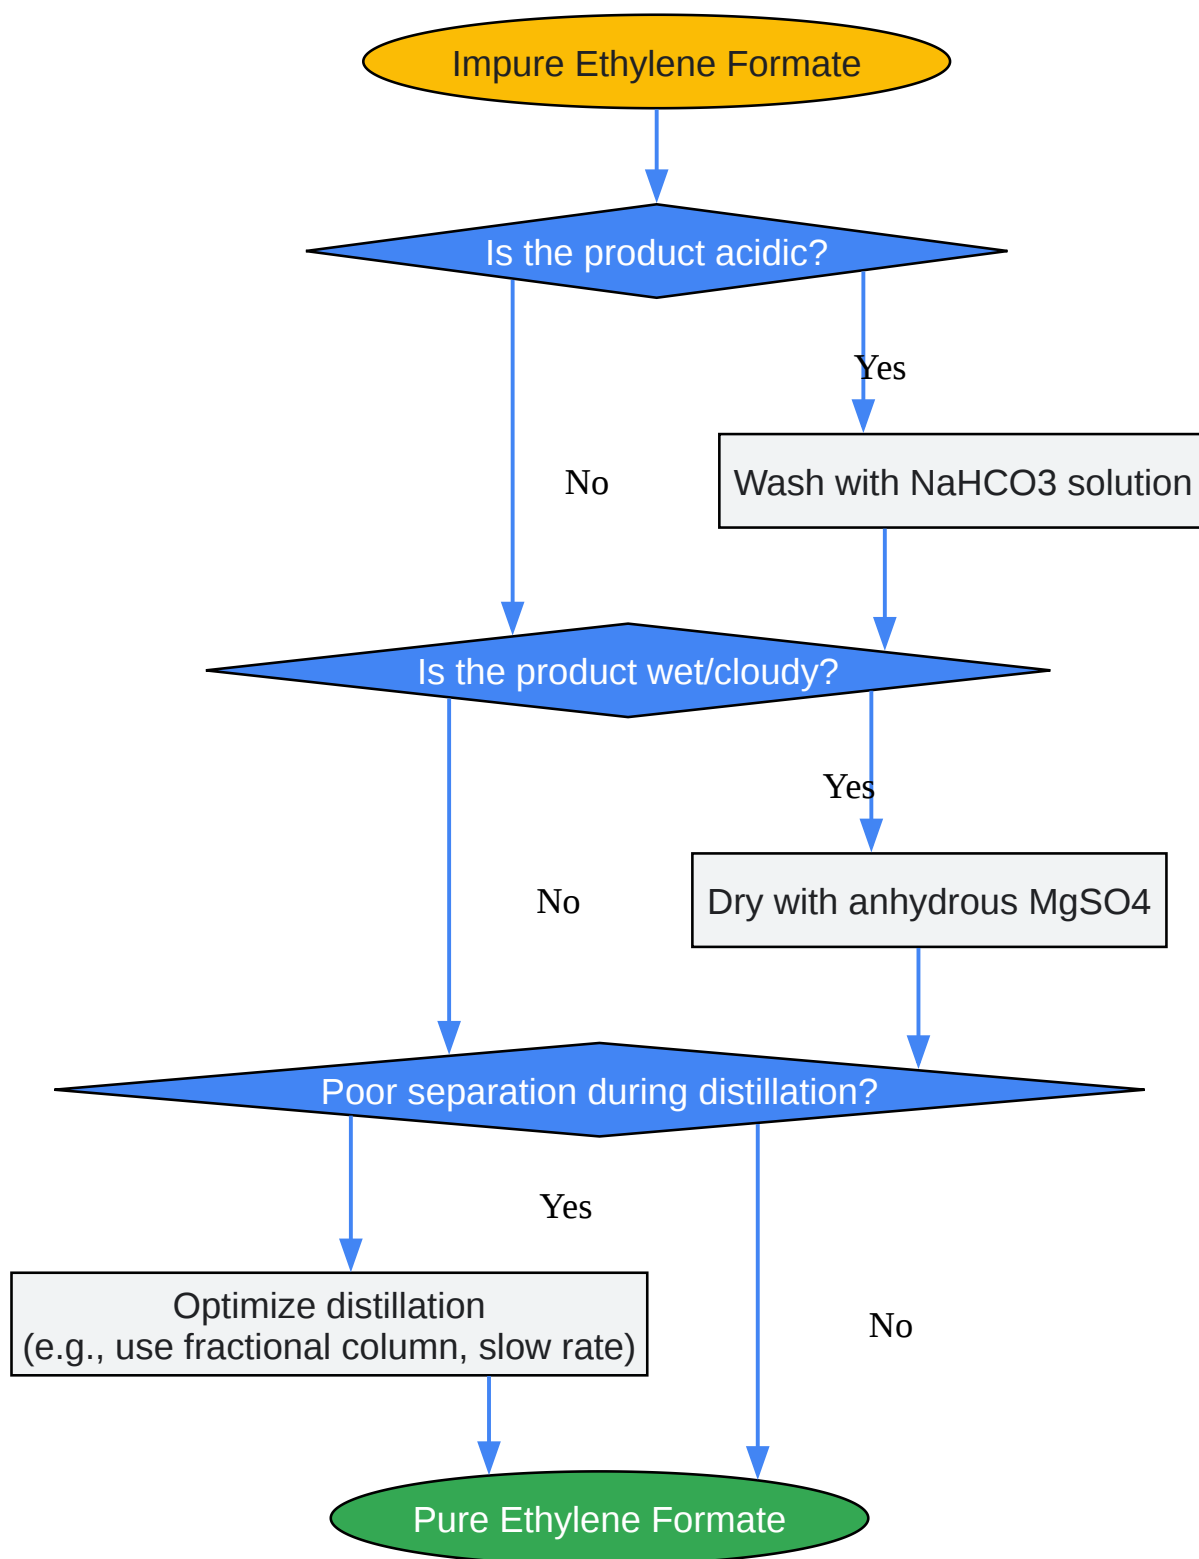 Impure Ethylene Formate
Is the product acidic?
Yes
No
Wash with NaHCO3 solution
Is the product wet/cloudy?
Yes
No
Dry with anhydrous MgSO4
Poor separation during distillation?
Yes
Optimize distillation
(e.g., use fractional column, slow rate)
No
Pure Ethylene Formate